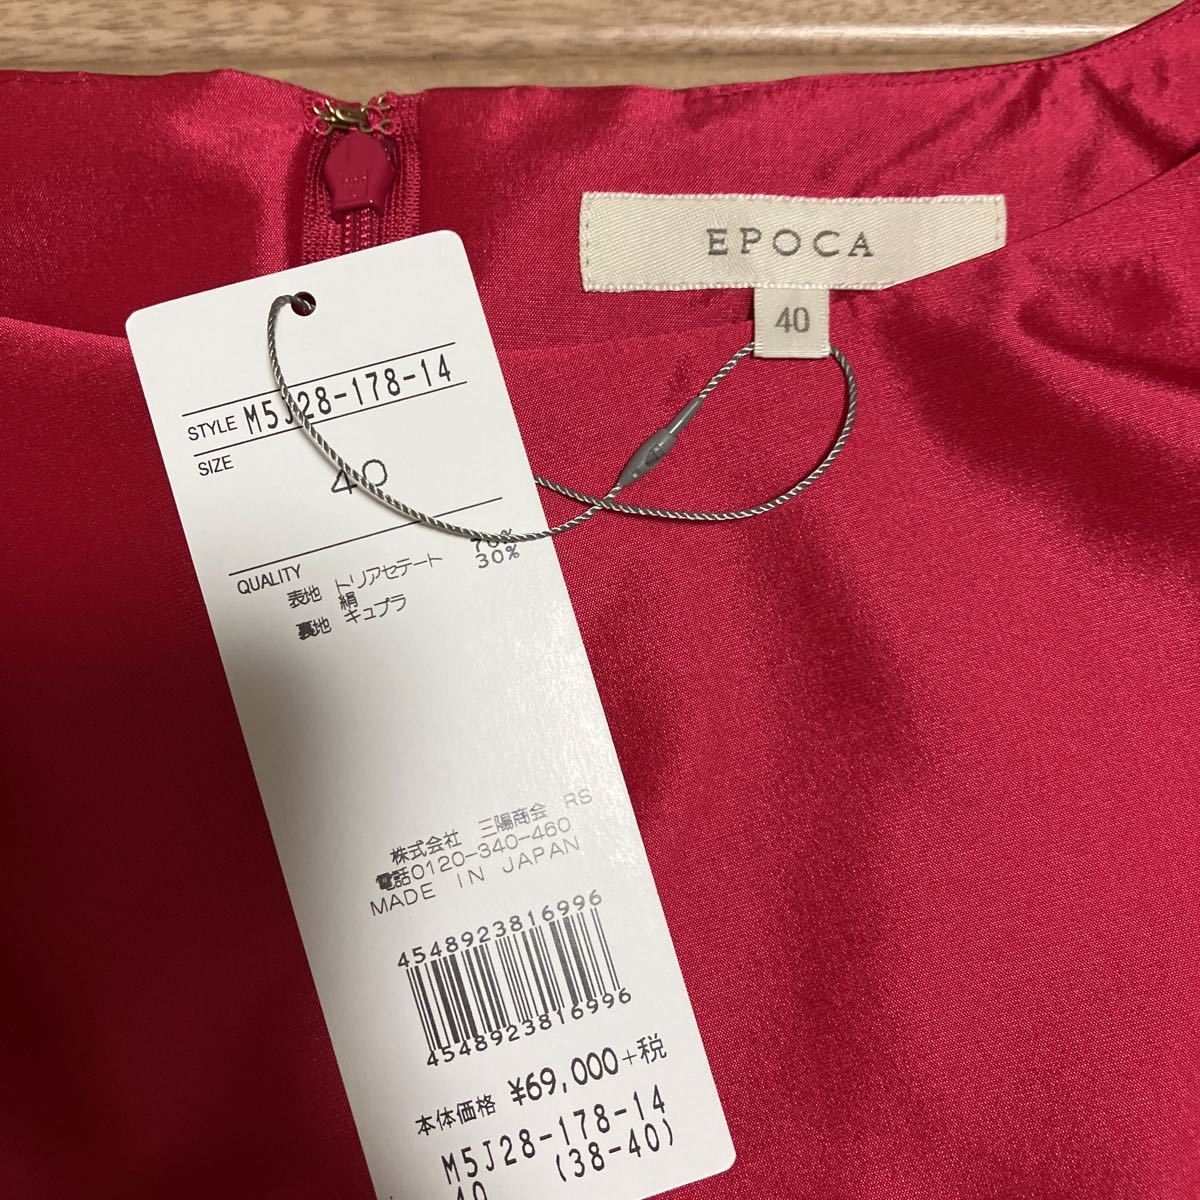 EPOCA
40
STYLE M5J28-178-14
SIZE 40
QUALITY
表地 トリアセテート 70%
絹 30%
裏地 キュプラ
株式会社 三陽商会 RS
電話0120-340-460
MADE IN JAPAN
4548923816996
4548923816996
本体価格 ¥69,000+税
M5J28-178-14
40 (38-40)